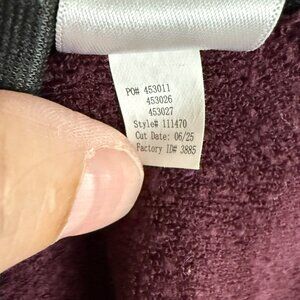 PO# 453011
453026
453027
Style# 111470
Cut Date: 06/25
Factory ID# 3885